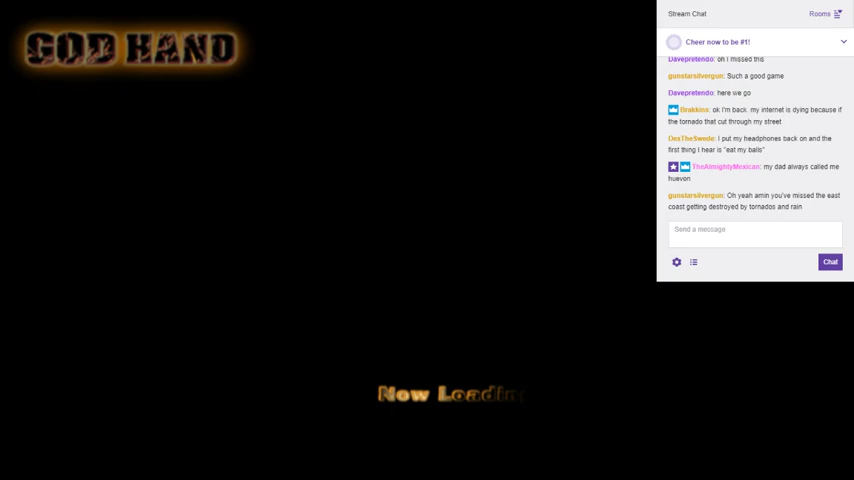 GOD HAND
Stream Chat
Rooms
Cheer now to be #1!
Davepretendo: oh I missed this
gunstarsilvergun: Such a good game
Davepretendo: here we go
Brakkins: ok I'm back. my internet is dying because if
the tornado that cut through my street
DexTheSwede: I put my headphones back on and the
first thing I hear is "eat my balls"
TheAlmightyMexican: my dad always called me
huevon
gunstarsilvergun: Oh yeah amin you've missed the east
coast getting destroyed by tornados and rain
Send a message
Chat
Now Loading